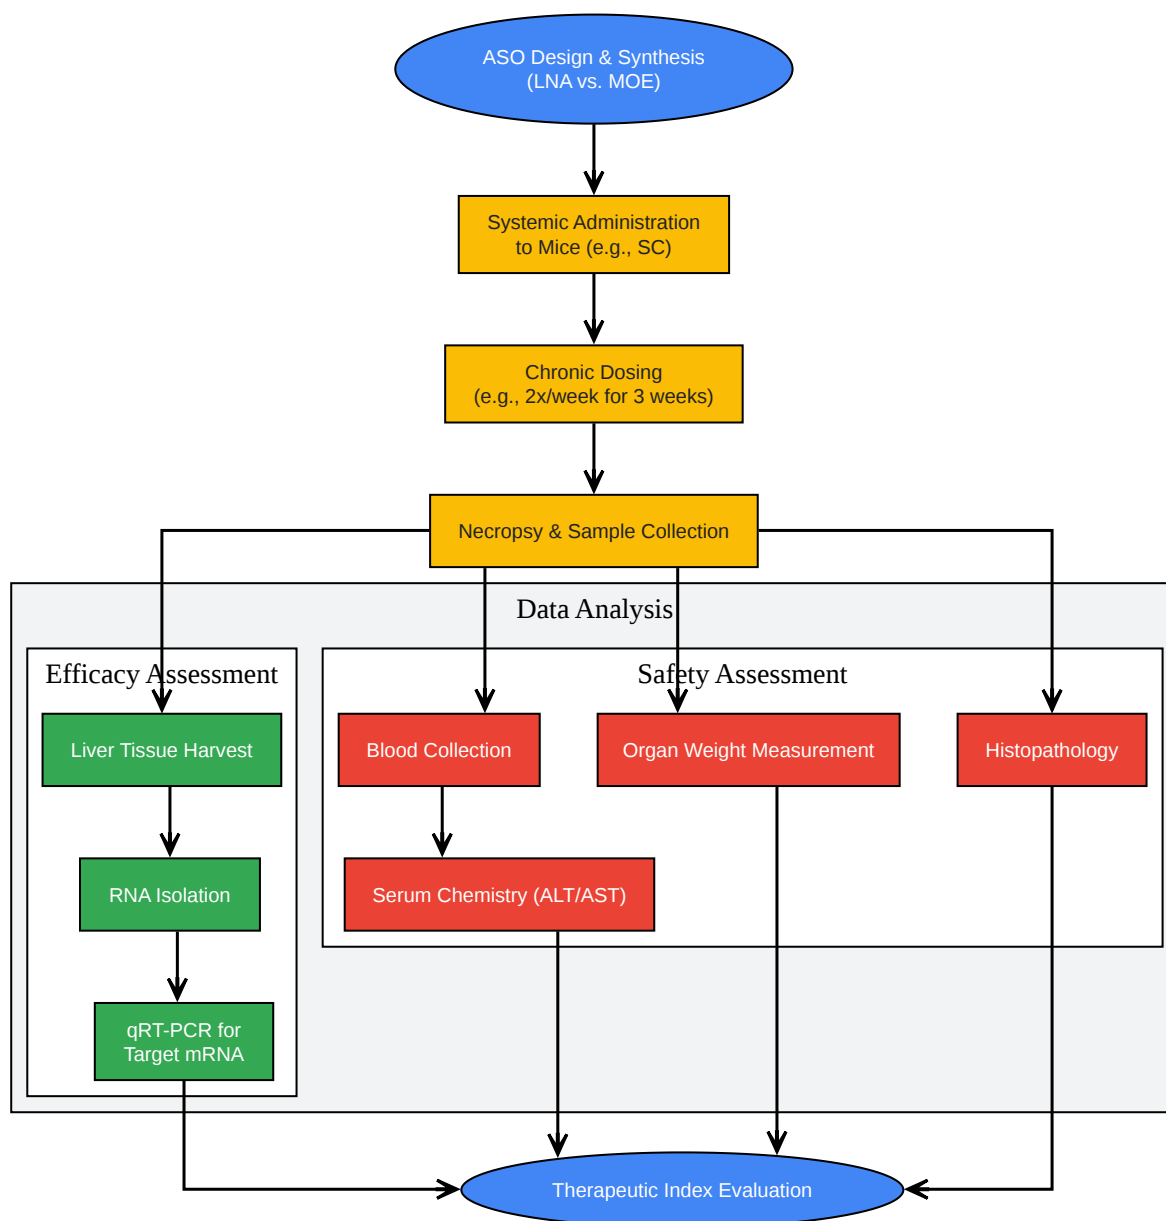 ASO Design & Synthesis
(LNA vs. MOE)
Systemic Administration
to Mice (e.g., SC)
Chronic Dosing
(e.g., 2x/week for 3 weeks)
Necropsy & Sample Collection
Data Analysis
Efficacy Assessment
Safety Assessment
Liver Tissue Harvest
Blood Collection
Organ Weight Measurement
Histopathology
RNA Isolation
Serum Chemistry (ALT/AST)
qRT-PCR for
Target mRNA
Therapeutic Index Evaluation